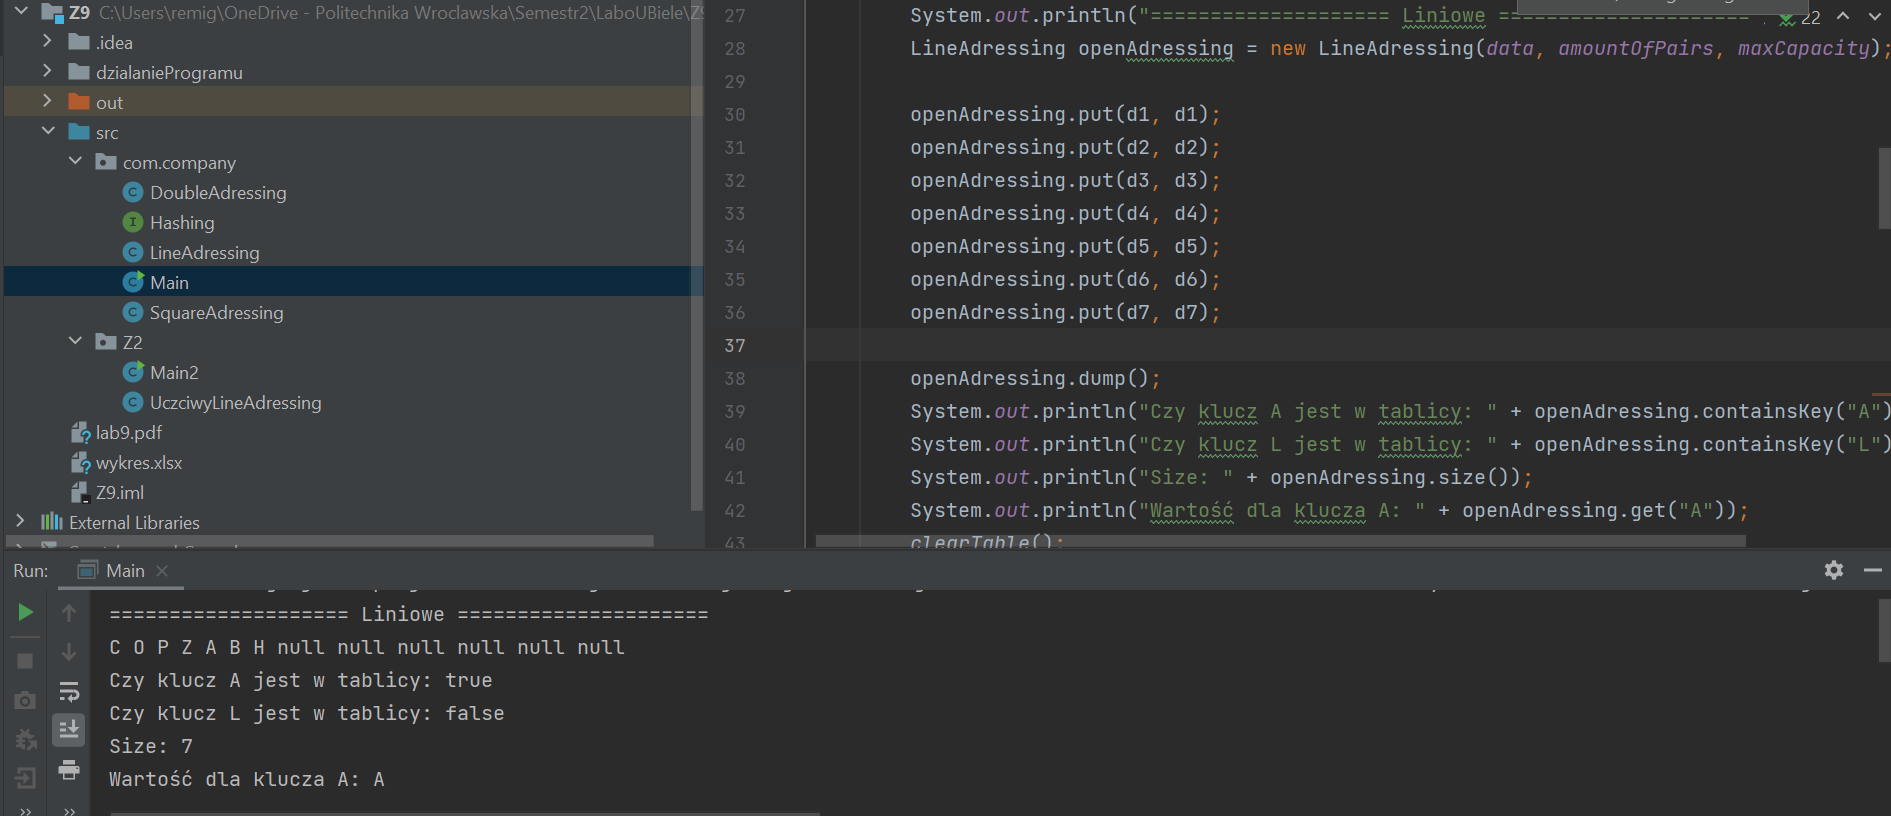 Z9 C:\Users\remig\OneDrive - Politechnika Wroclawska\Semestr2\LaboUBiele\Z9
.idea
dzialanieProgramu
out
src
com.company
DoubleAdressing
Hashing
LineAdressing
Main
SquareAdressing
Z2
Main2
UczciwyLineAdressing
lab9.pdf
wykres.xlsx
Z9.iml
External Libraries
22
27 System.out.println("==================== Liniowe =====================
28 LineAdressing openAdressing = new LineAdressing(data, amountOfPairs, maxCapacity);
29
30 openAdressing.put(d1, d1);
31 openAdressing.put(d2, d2);
32 openAdressing.put(d3, d3);
33 openAdressing.put(d4, d4);
34 openAdressing.put(d5, d5);
35 openAdressing.put(d6, d6);
36 openAdressing.put(d7, d7);
37
38 openAdressing.dump();
39 System.out.println("Czy klucz A jest w tablicy: " + openAdressing.containsKey("A")
40 System.out.println("Czy klucz L jest w tablicy: " + openAdressing.containsKey("L")
41 System.out.println("Size: " + openAdressing.size());
42 System.out.println("Wartość dla klucza A: " + openAdressing.get("A"));
43 clearTable();
Run: Main
==================== Liniowe =====================
C O P Z A B H null null null null null null
Czy klucz A jest w tablicy: true
Czy klucz L jest w tablicy: false
Size: 7
Wartość dla klucza A: A